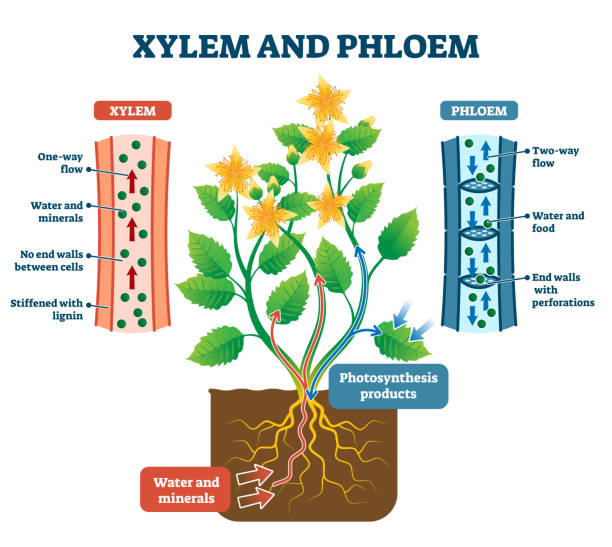 XYLEM AND PHLOEM
XYLEM
One-way
flow
Water and
minerals
No end walls
between cells
Stiffened with
lignin
PHLOEM
Two-way
flow
Water and
food
End walls
with
perforations
Photosynthesis
products
Water and
minerals